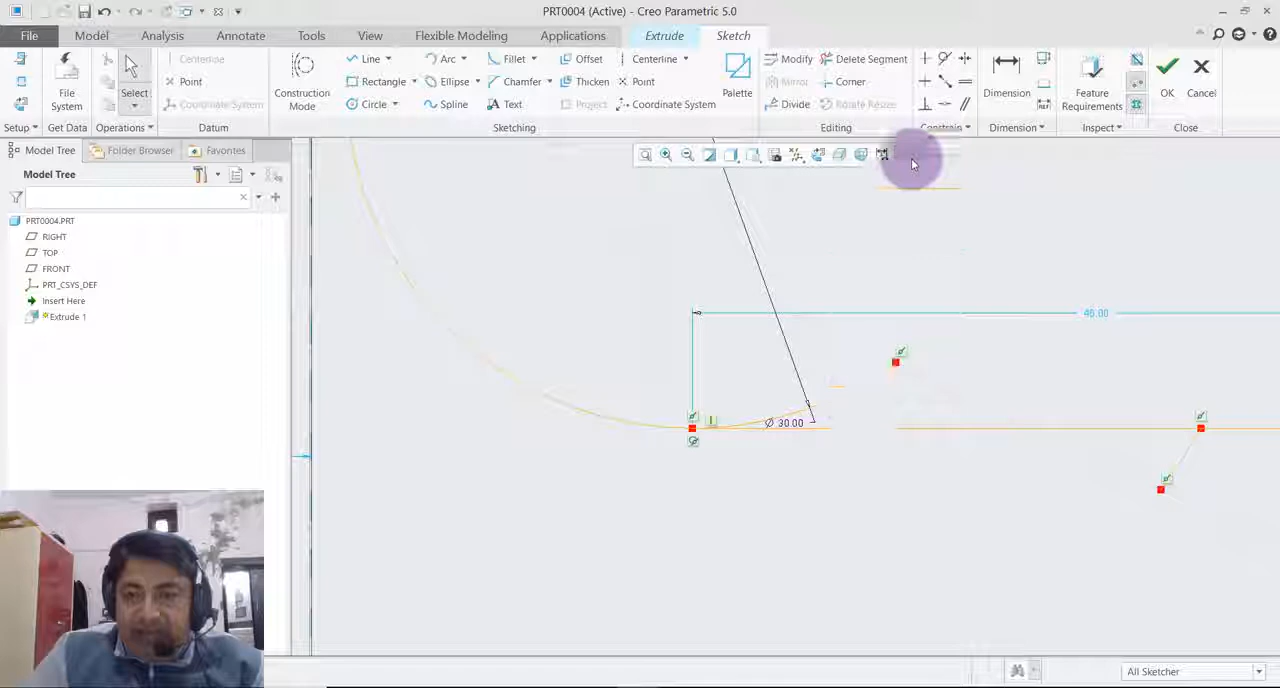 PRT0004 (Active) - Creo Parametric 5.0
File Model Analysis Annotate Tools View Flexible Modeling Applications Extrude Sketch
Setup
File System
Get Data
Select
Operations
Centerline
Point
Coordinate System
Datum
Construction Mode
Line Arc Fillet Offset Centerline
Rectangle Ellipse Chamfer Thicken Point
Circle Spline Text Project Coordinate System
Palette
Sketching
Modify Delete Segment
Mirror Corner
Divide Rotate Resize
Editing
Constrain
Dimension
Dimension
REF
Feature Requirements
Inspect
OK
Cancel
Close
Model Tree Folder Browser Favorites
Model Tree
PRT0004.PRT
RIGHT
TOP
FRONT
PRT_CSYS_DEF
Insert Here
Extrude 1
46.00
Ø 30.00
All Sketcher